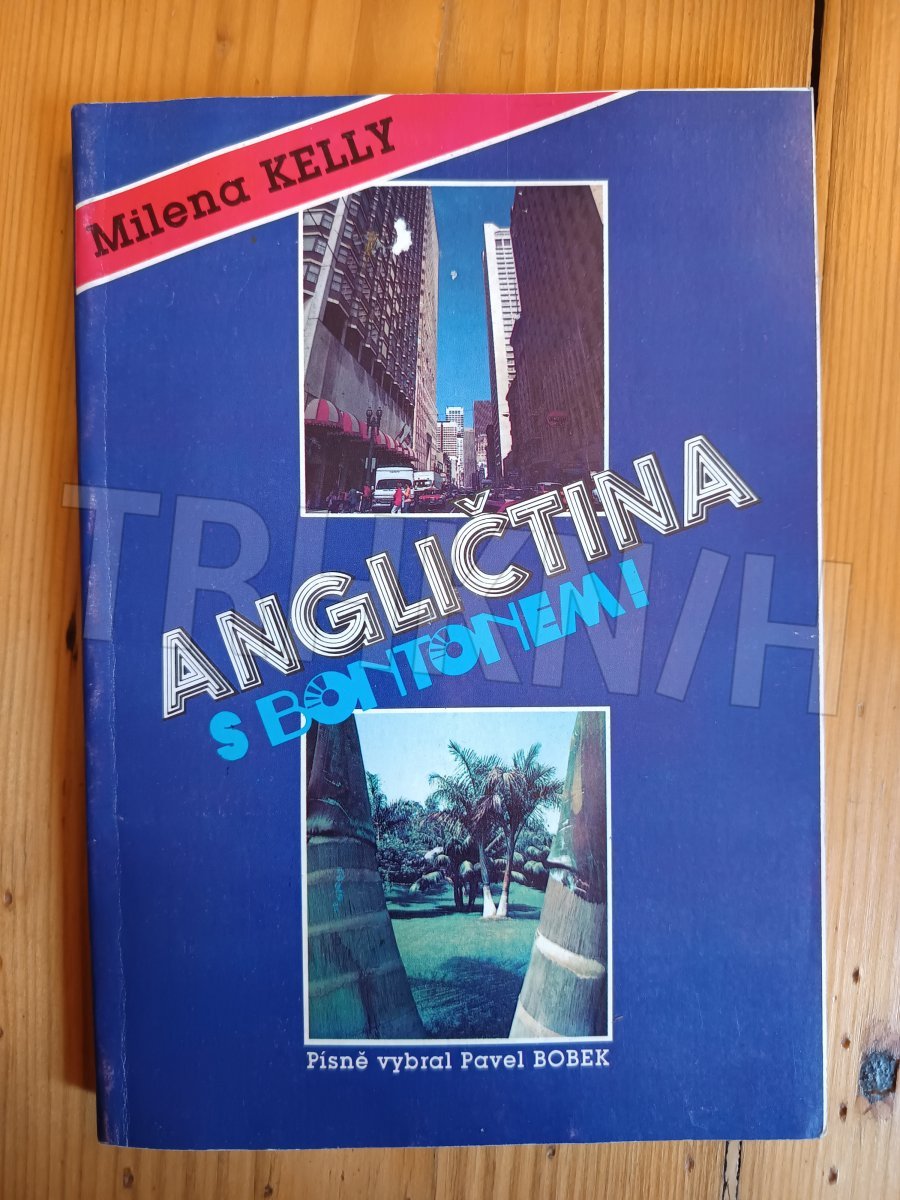 Milena KELLY
ANGLIČTINA
S BONTONEM!
Písně vybral Pavel BOBEK